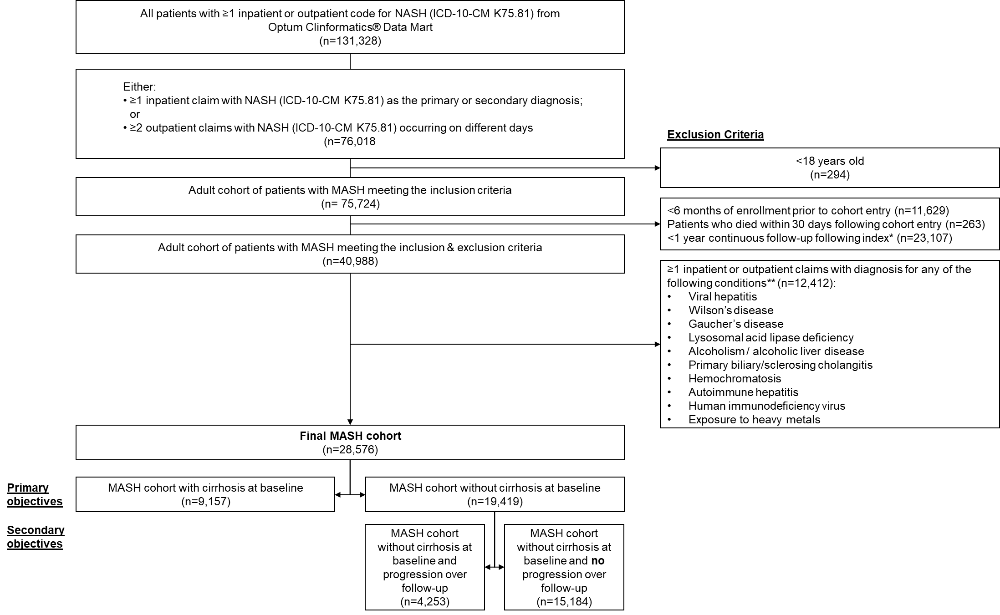 All patients with ≥1 inpatient or outpatient code for NASH (ICD-10-CM K75.81) from
Optum Clinformatics® Data Mart
(n=131,328)
Either:
• ≥1 inpatient claim with NASH (ICD-10-CM K75.81) as the primary or secondary diagnosis;
or
• ≥2 outpatient claims with NASH (ICD-10-CM K75.81) occurring on different days
(n=76,018
Exclusion Criteria
<18 years old
(n=294)
Adult cohort of patients with MASH meeting the inclusion criteria
(n= 75,724)
<6 months of enrollment prior to cohort entry (n=11,629)
Patients who died within 30 days following cohort entry (n=263)
<1 year continuous follow-up following index* (n=23,107)
Adult cohort of patients with MASH meeting the inclusion & exclusion criteria
(n=40,988)
≥1 inpatient or outpatient claims with diagnosis for any of the
following conditions** (n=12,412):
• Viral hepatitis
• Wilson’s disease
• Gaucher’s disease
• Lysosomal acid lipase deficiency
• Alcoholism / alcoholic liver disease
• Primary biliary/sclerosing cholangitis
• Hemochromatosis
• Autoimmune hepatitis
• Human immunodeficiency virus
• Exposure to heavy metals
Final MASH cohort
(n=28,576)
Primary
objectives
MASH cohort with cirrhosis at baseline
(n=9,157)
MASH cohort without cirrhosis at baseline
(n=19,419)
Secondary
objectives
MASH cohort
without cirrhosis at
baseline and
progression over
follow-up
(n=4,253)
MASH cohort
without cirrhosis at
baseline and no
progression over
follow-up
(n=15,184)